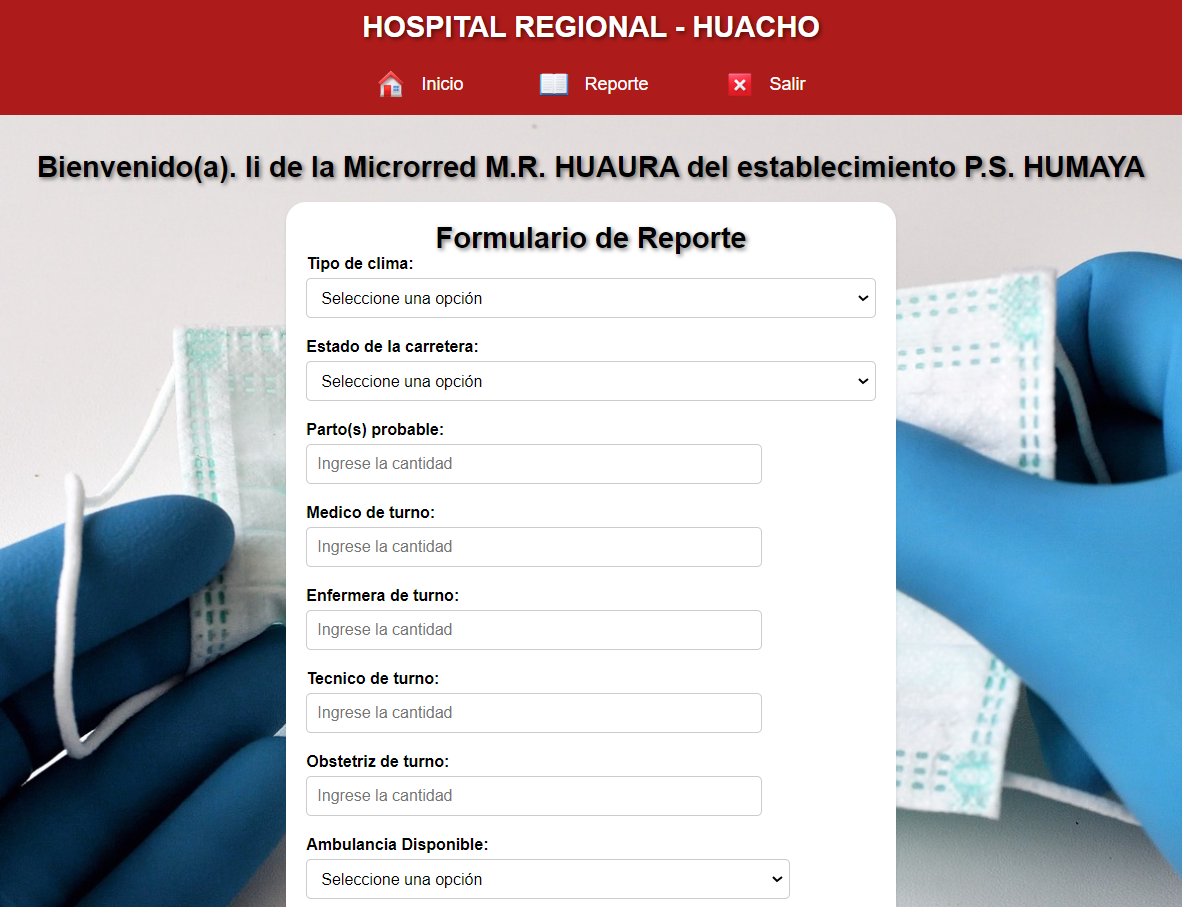 HOSPITAL REGIONAL - HUACHO
Inicio
Reporte
Salir
Bienvenido(a). li de la Microrred M.R. HUAURA del establecimiento P.S. HUMAYA
Formulario de Reporte
Tipo de clima:
Seleccione una opción
Estado de la carretera:
Seleccione una opción
Parto(s) probable:
Ingrese la cantidad
Medico de turno:
Ingrese la cantidad
Enfermera de turno:
Ingrese la cantidad
Tecnico de turno:
Ingrese la cantidad
Obstetriz de turno:
Ingrese la cantidad
Ambulancia Disponible:
Seleccione una opción